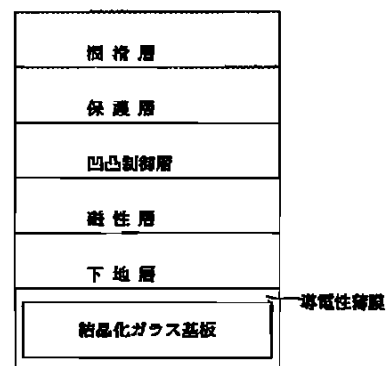 潤滑層
保護層
凹凸制御層
磁性層
下地層
導電性薄膜
結晶化ガラス基板